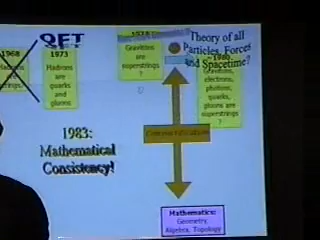 1968
Hadrons
QFT
1973
Hadrons
are
quarks
and
gluons
Gravitons
are
superstrings
?
Theory of all
Particles, Forces
and Spacetime?
Gravitons,
electrons,
photons,
quarks,
gluons are
superstrings
?
1983:
Mathematical
Consistency!
Mathematics:
Geometry,
Algebra, Topology